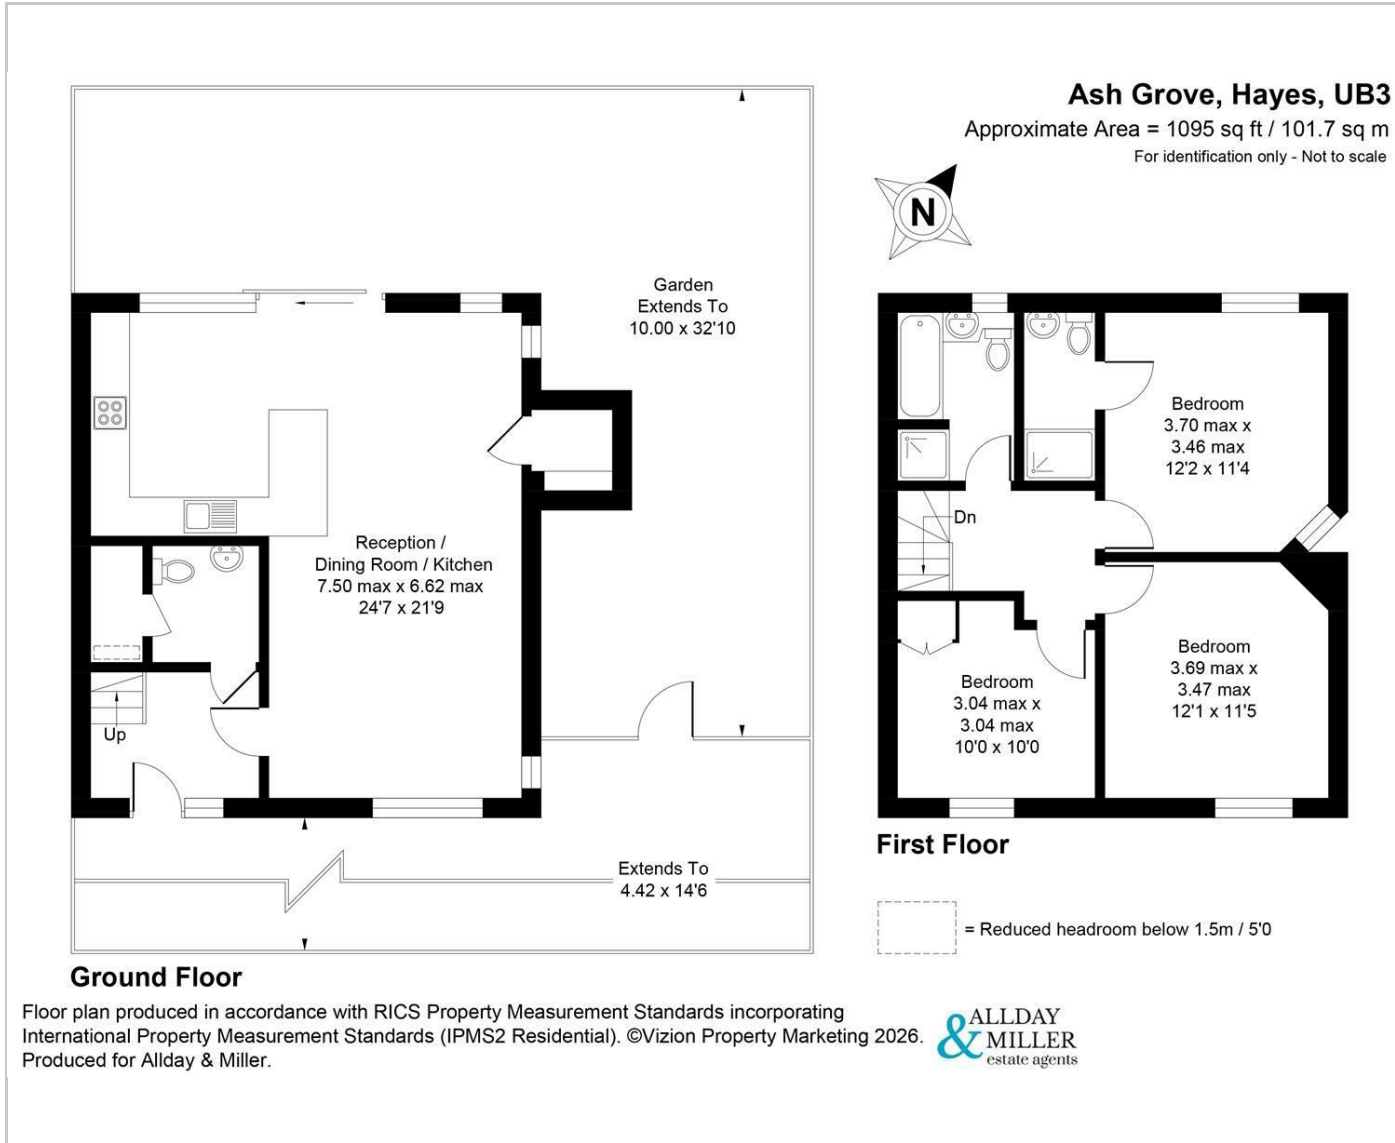 Ash Grove, Hayes, UB3
Approximate Area = 1095 sq ft / 101.7 sq m
For identification only - Not to scale
N
Garden
Extends To
10.00 x 32'10
Reception /
Dining Room / Kitchen
7.50 max x 6.62 max
24'7 x 21'9
Up
Extends To
4.42 x 14'6
Ground Floor
Bedroom
3.70 max x
3.46 max
12'2 x 11'4
Dn
Bedroom
3.04 max x
3.04 max
10'0 x 10'0
Bedroom
3.69 max x
3.47 max
12'1 x 11'5
First Floor
= Reduced headroom below 1.5m / 5'0
Floor plan produced in accordance with RICS Property Measurement Standards incorporating
International Property Measurement Standards (IPMS2 Residential). ©Vizion Property Marketing 2026.
Produced for Allday & Miller.
ALLDAY
& MILLER
estate agents